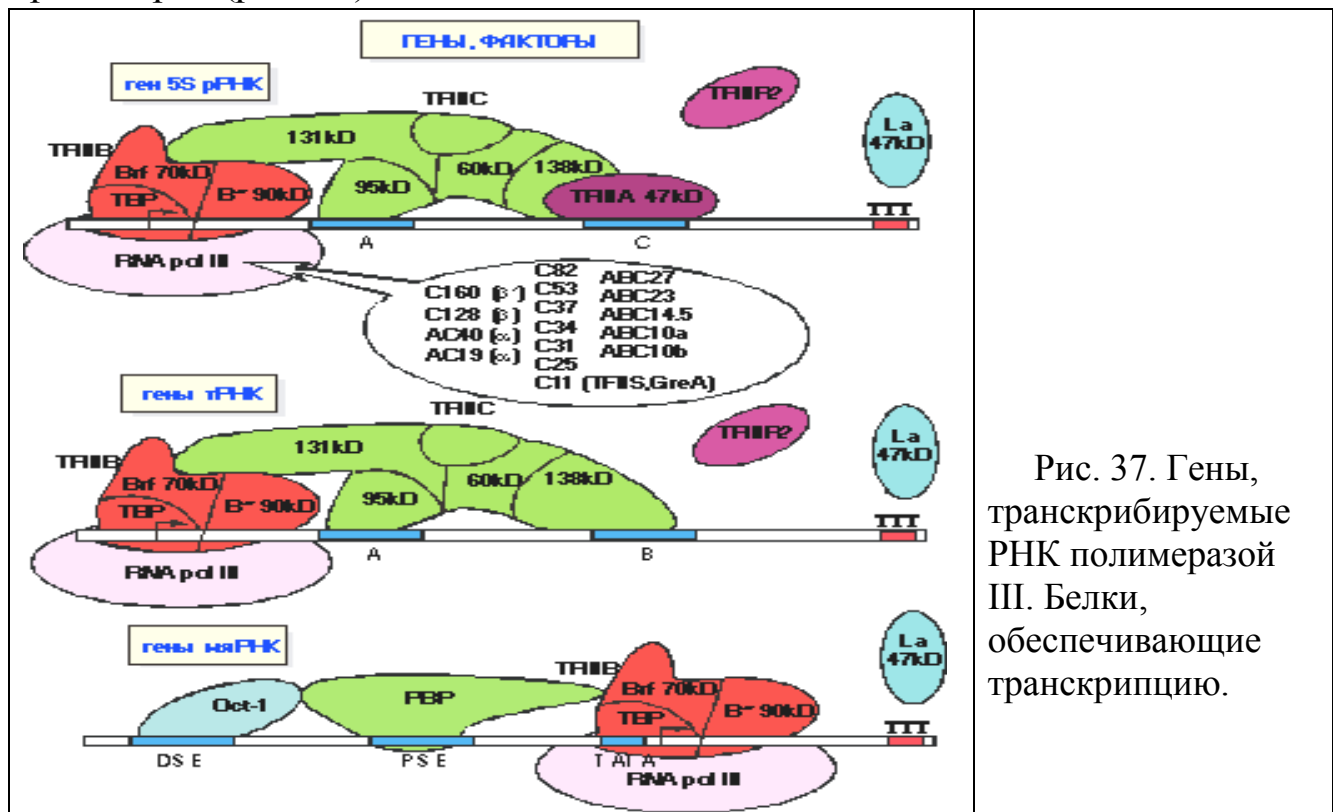 ГЕНЫ, ФАКТОРЫ
ген 5S рРНК
TFIIIC
TFIIIR?
La
47kD
131kD
TFIIIB
Brf 70kD
60kD
138kD
TBP
B" 90kD
95kD
TFIIIA 47kD
TTT
A
C
RNA pol III
C160 (β')
C128 (β)
AC40 (α)
AC19 (α)
C82
C53
C37
C34
C31
C25
C11 (TFIIS,GreA)
ABC27
ABC23
ABC14.5
ABC10a
ABC10b
гены тРНК
TFIIIC
TFIIIR?
La
47kD
131kD
TFIIIB
Brf 70kD
60kD
138kD
TBP
B" 90kD
95kD
TTT
A
B
RNA pol III
гены мяРНК
La
47kD
TFIIIB
Oct-1
PBP
Brf 70kD
TBP
B" 90kD
TTT
DSE
PSE
TATA
RNA pol III
Рис. 37. Гены,
транскрибируемые
РНК полимеразой
III. Белки,
обеспечивающие
транскрипцию.